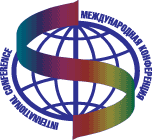 МЕЖДУНАРОДНАЯ КОНФЕРЕНЦИЯ
INTERNATIONAL CONFERENCE